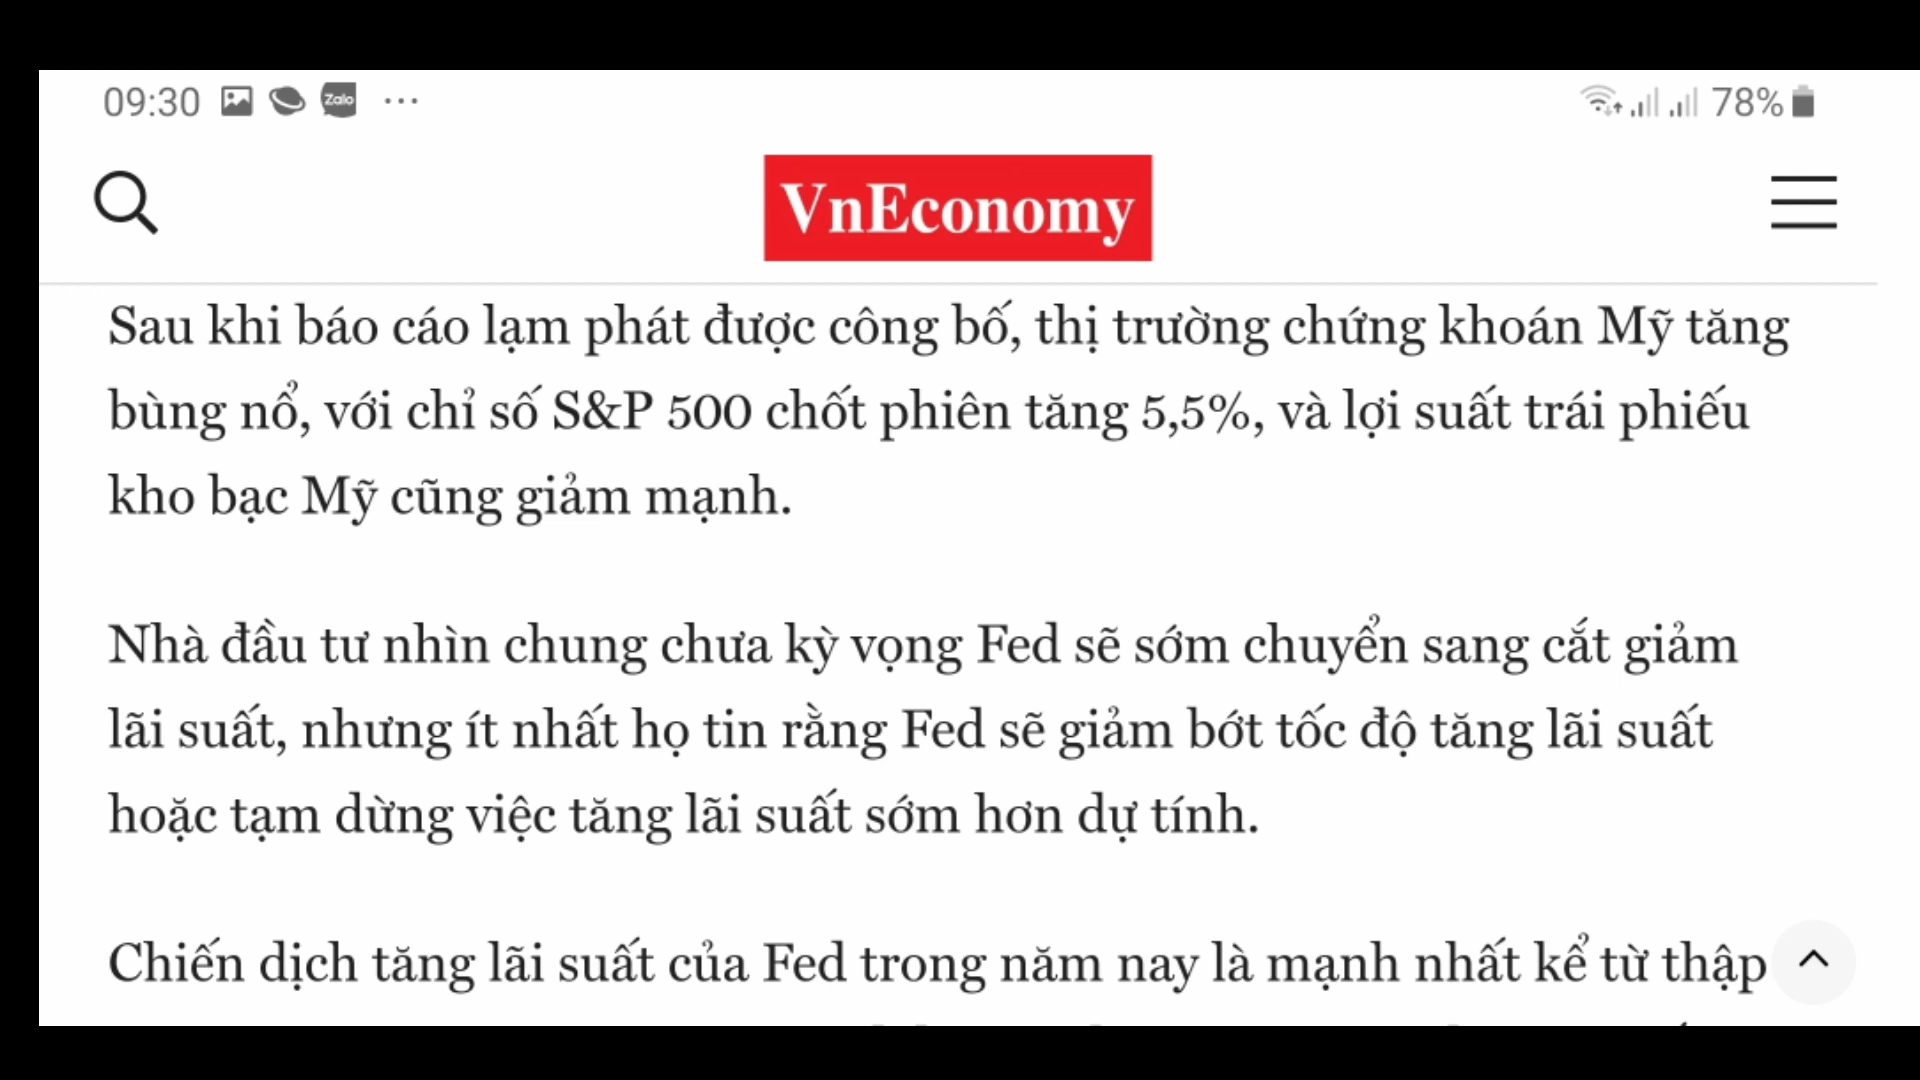 09:30 Zalo ... 78%
VnEconomy
Sau khi báo cáo lạm phát được công bố, thị trường chứng khoán Mỹ tăng
bùng nổ, với chỉ số S&P 500 chốt phiên tăng 5,5%, và lợi suất trái phiếu
kho bạc Mỹ cũng giảm mạnh.
Nhà đầu tư nhìn chung chưa kỳ vọng Fed sẽ sớm chuyển sang cắt giảm
lãi suất, nhưng ít nhất họ tin rằng Fed sẽ giảm bớt tốc độ tăng lãi suất
hoặc tạm dừng việc tăng lãi suất sớm hơn dự tính.
Chiến dịch tăng lãi suất của Fed trong năm nay là mạnh nhất kể từ thập